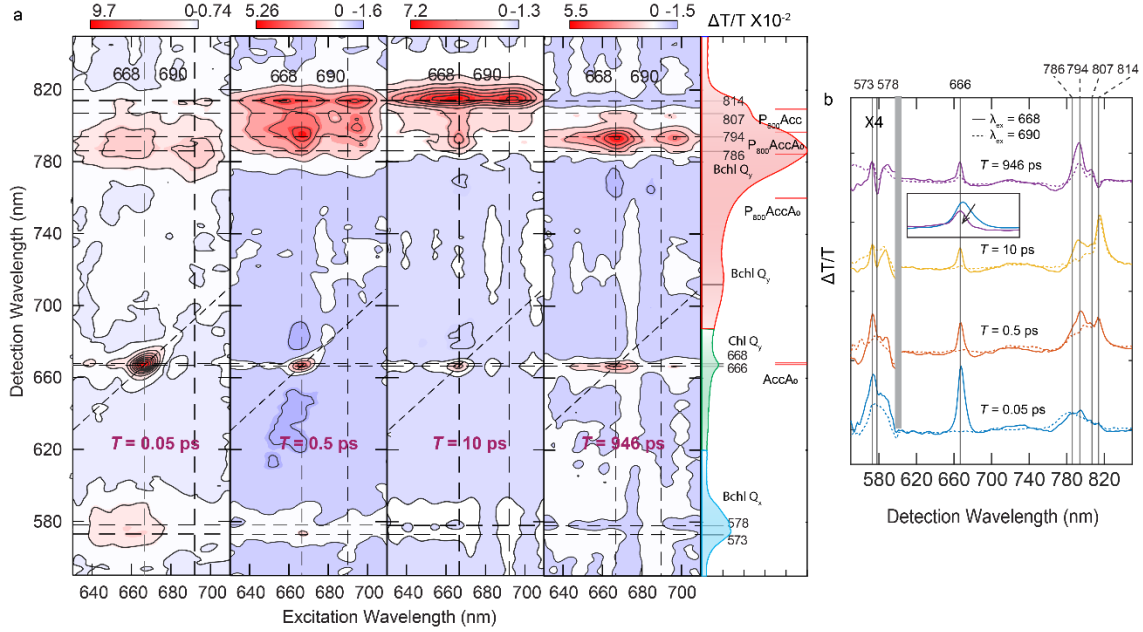 a
9.7 0 -0.74
5.26 0 -1.6
7.2 0 -1.3
5.5 0 -1.5
ΔT/T X10-2
Detection Wavelength (nm)
820
780
740
700
660
620
580
668 690
668 690
668 690
668 690
T = 0.05 ps
T = 0.5 ps
T = 10 ps
T = 946 ps
640 660 680 700
640 660 680 700
640 660 680 700
640 660 680 700
Excitation Wavelength (nm)
814
807
P800Acc
794
P800AccA0
786
Bchl Qy
P800AccA0
Bchl Qy
Chl Qy
668
666
AccA0
Bchl Qx
578
573
b
786 794 807 814
573 578 666
X4
λex = 668
λex = 690
T = 946 ps
T = 10 ps
T = 0.5 ps
T = 0.05 ps
ΔT/T
580 620 660 700 740 780 820
Detection Wavelength (nm)